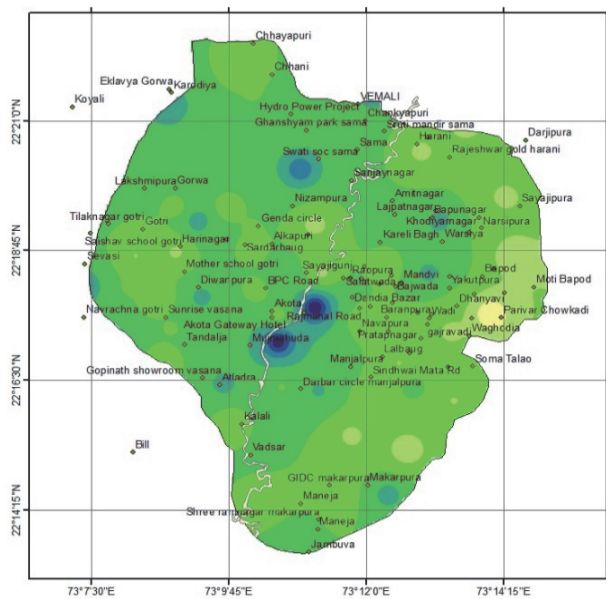 Chhayapuri
Chhani
Eklavya Gorwa
Karodiya
Koyali
VEMALI
Hydro Power Project
22°21'0"N
Chankyapuri
Ghanshyam park sama
Sruti mandir sama
Harani
Darjipura
Sama
Swati soc sama
Rajeshwar gold harani
Sanjaynagar
Lakshmipura
Gorwa
Amitnagar
Nizampura
Lajpatnagar
Sayajipura
Tilaknagar gotri
Gotri
Genda circle
Bapunagar
Khodiyarnagar
Narsipura
Alkapuri
Harinagar
Kareli Bagh
Warsiya
Saishav school gotri
22°18'45"N
Sevasi
Mother school gotri
Sayajigunj
Raopura
Mandvi
Bapod
Diwanpura
BPC Road
Salatwada
Bajwada
Yakutpura
Moti Bapod
Dandia Bazar
Dhanyavi
Navrachna gotri
Sunrise vasana
Akota
Rajmahal Road
Baranpura
Wadi
Parivar Chowkadi
Akota Gateway Hotel
Navapura
Waghodia
Tandalja
Mujmahuda
Pratapnagar
gajravadi
Lalbaug
22°16'30"N
Gopinath showroom vasana
Manjalpura
Soma Talao
Atladra
Sindhwai Mata Rd
Darbar circle manjalpura
Kalali
Bill
Vadsar
GIDC makarpura
Makarpura
22°14'15"N
Maneja
Shree ramnagar makarpura
Maneja
Jambuva
73°7'30"E
73°9'45"E
73°12'0"E
73°14'15"E